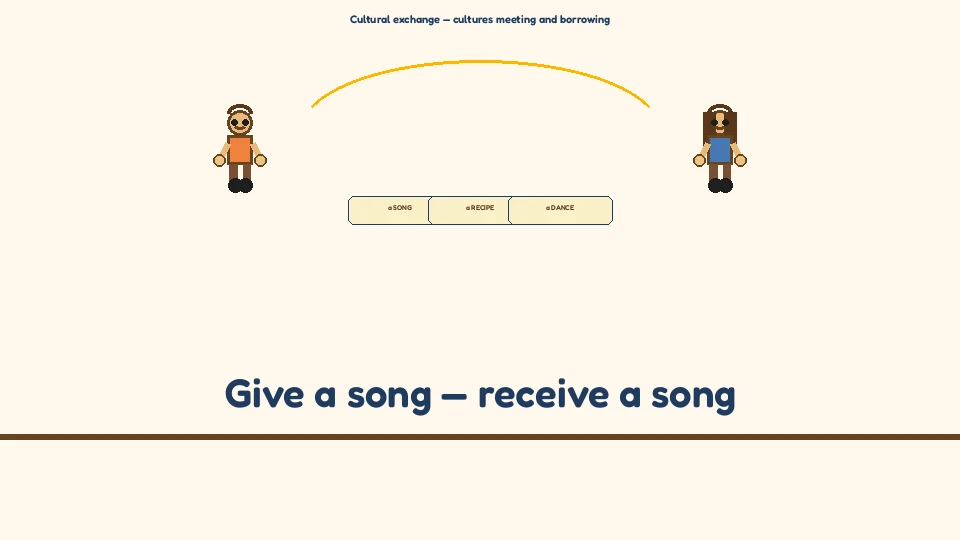 Cultural exchange — cultures meeting and borrowing
a SONG
a RECIPE
a DANCE
Give a song — receive a song